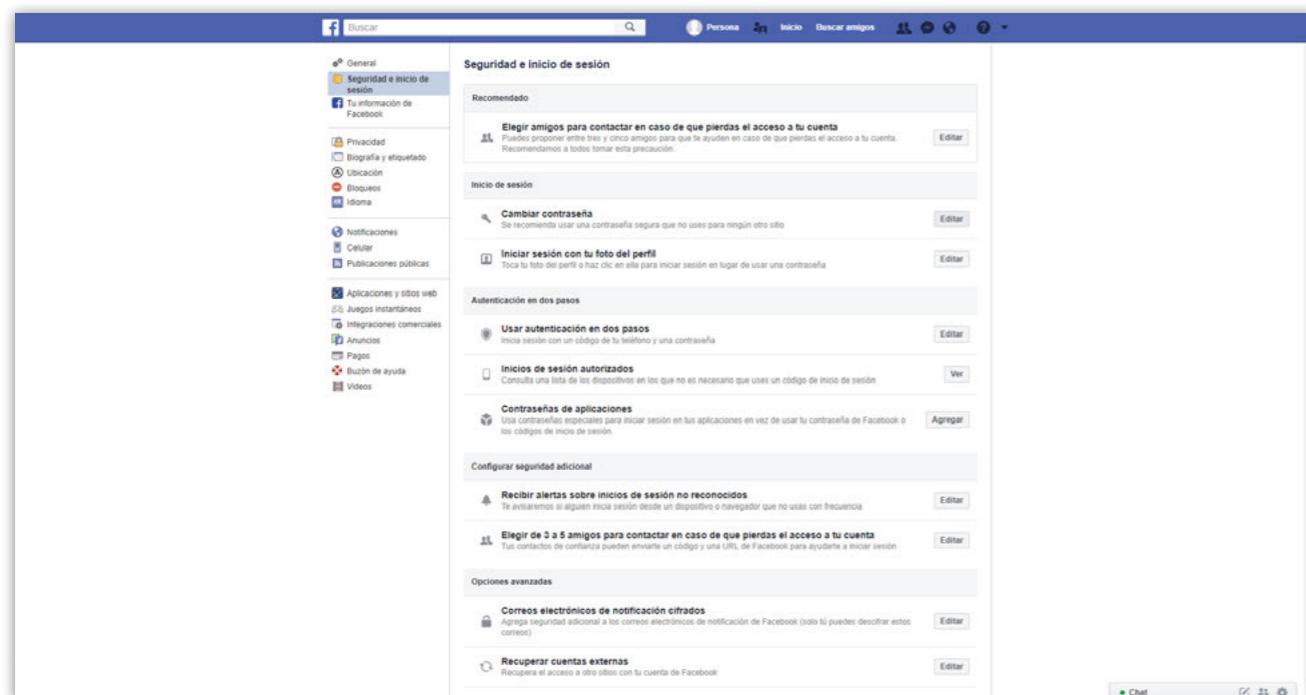 Buscar
Persona
Inicio
Buscar amigos
General
Seguridad e inicio de
sesión
Tu información de
Facebook
Privacidad
Biografía y etiquetado
Ubicación
Bloqueos
Idioma
Notificaciones
Celular
Publicaciones públicas
Aplicaciones y sitios web
Juegos instantáneos
Integraciones comerciales
Anuncios
Pagos
Buzón de ayuda
Videos
Seguridad e inicio de sesión
Recomendado
Elegir amigos para contactar en caso de que pierdas el acceso a tu cuenta
Puedes proponer entre tres y cinco amigos para que te ayuden en caso de que pierdas el acceso a tu cuenta.
Recomendamos a todos tomar esta precaución.
Editar
Inicio de sesión
Cambiar contraseña
Se recomienda usar una contraseña segura que no uses para ningún otro sitio
Editar
Iniciar sesión con tu foto del perfil
Toca tu foto del perfil o haz clic en ella para iniciar sesión en lugar de usar una contraseña
Editar
Autenticación en dos pasos
Usar autenticación en dos pasos
Inicia sesión con un código de tu teléfono y una contraseña
Editar
Inicios de sesión autorizados
Consulta una lista de los dispositivos en los que no es necesario que uses un código de inicio de sesión
Ver
Contraseñas de aplicaciones
Usa contraseñas especiales para iniciar sesión en tus aplicaciones en vez de usar tu contraseña de Facebook o
los códigos de inicio de sesión.
Agregar
Configurar seguridad adicional
Recibir alertas sobre inicios de sesión no reconocidos
Te avisaremos si alguien inicia sesión desde un dispositivo o navegador que no usas con frecuencia
Editar
Elegir de 3 a 5 amigos para contactar en caso de que pierdas el acceso a tu cuenta
Tus contactos de confianza pueden enviarte un código y una URL de Facebook para ayudarte a iniciar sesión
Editar
Opciones avanzadas
Correos electrónicos de notificación cifrados
Agrega seguridad adicional a los correos electrónicos de notificación de Facebook (solo tú puedes descifrar estos
correos)
Editar
Recuperar cuentas externas
Recupera el acceso a otro sitios con tu cuenta de Facebook
Editar
Chat